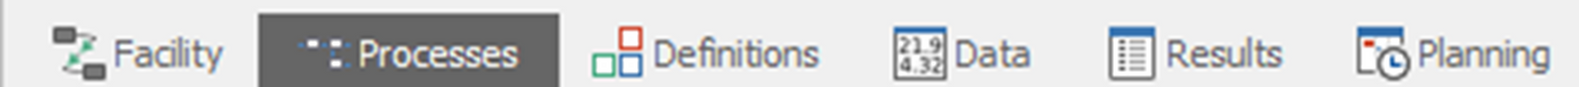 Facility Processes Definitions 21.9 4.32 Data Results Planning